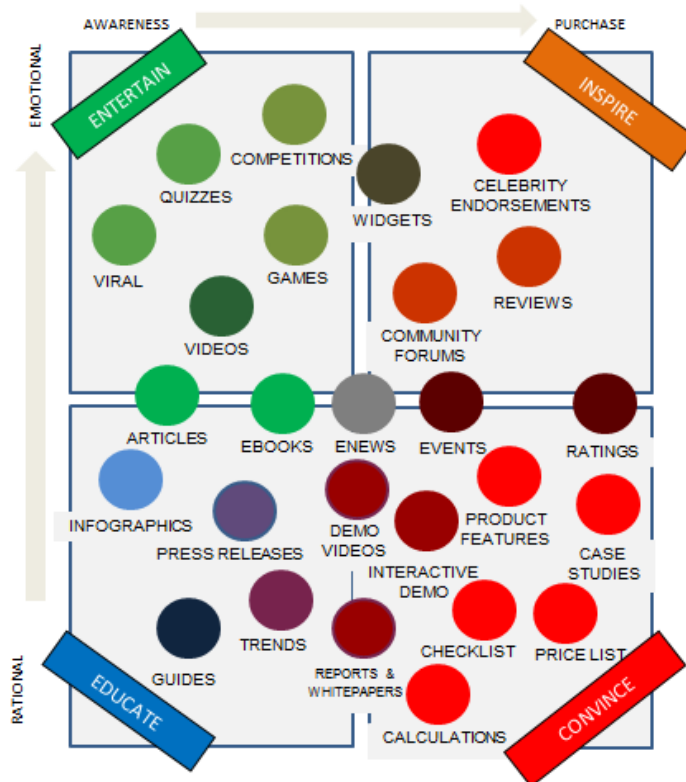 AWARENESS
PURCHASE
EMOTIONAL
ENTERTAIN
INSPIRE
COMPETITIONS
QUIZZES
WIDGETS
CELEBRITY
ENDORSEMENTS
VIRAL
GAMES
REVIEWS
VIDEOS
COMMUNITY
FORUMS
ARTICLES
EBOOKS
ENEWS
EVENTS
RATINGS
INFOGRAPHICS
PRESS RELEASES
DEMO
VIDEOS
PRODUCT
FEATURES
CASE
STUDIES
INTERACTIVE
DEMO
TRENDS
CHECKLIST
PRICE LIST
GUIDES
REPORTS &
WHITEPAPERS
CALCULATIONS
RATIONAL
EDUCATE
CONVINCE